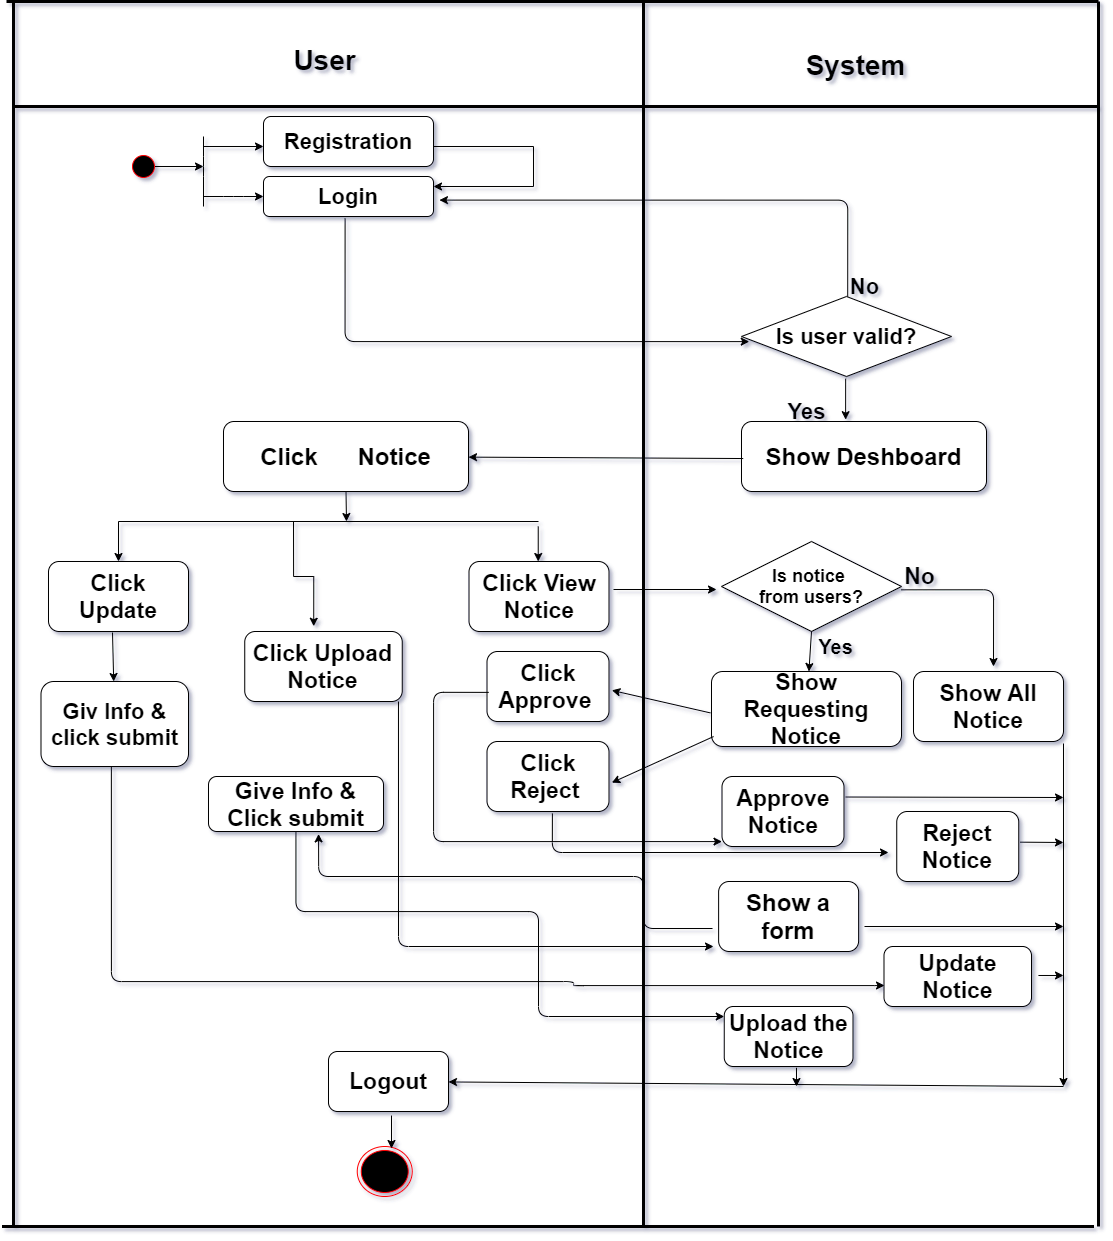 User
System
Registration
Login
No
Is user valid?
Yes
Click Notice
Show Deshboard
Click
Update
Click View
Notice
Is notice
from users?
No
Yes
Click Upload
Notice
Click
Approve
Show
Requesting
Notice
Show All
Notice
Giv Info &
click submit
Click
Reject
Give Info &
Click submit
Approve
Notice
Reject
Notice
Show a
form
Update
Notice
Upload the
Notice
Logout